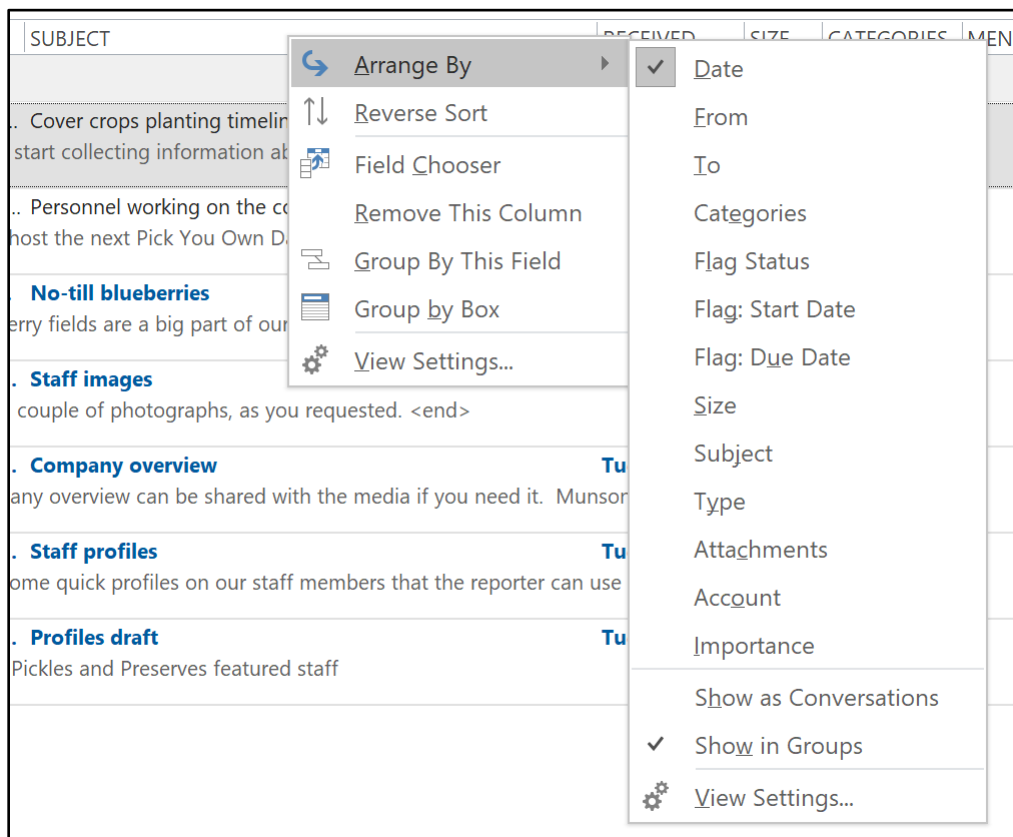 SUBJECT RECEIVED SIZE CATEGORIES MEN
Arrange By
Reverse Sort
Field Chooser
Remove This Column
Group By This Field
Group by Box
View Settings...
Date
From
To
Categories
Flag Status
Flag: Start Date
Flag: Due Date
Size
Subject
Type
Attachments
Account
Importance
Show as Conversations
Show in Groups
View Settings...
.. Cover crops planting timelin
start collecting information ab
.. Personnel working on the co
host the next Pick You Own Da
. No-till blueberries
erry fields are a big part of our
. Staff images
couple of photographs, as you requested. <end>
. Company overview Tu
any overview can be shared with the media if you need it. Munson
. Staff profiles Tu
ome quick profiles on our staff members that the reporter can use
. Profiles draft Tu
Pickles and Preserves featured staff